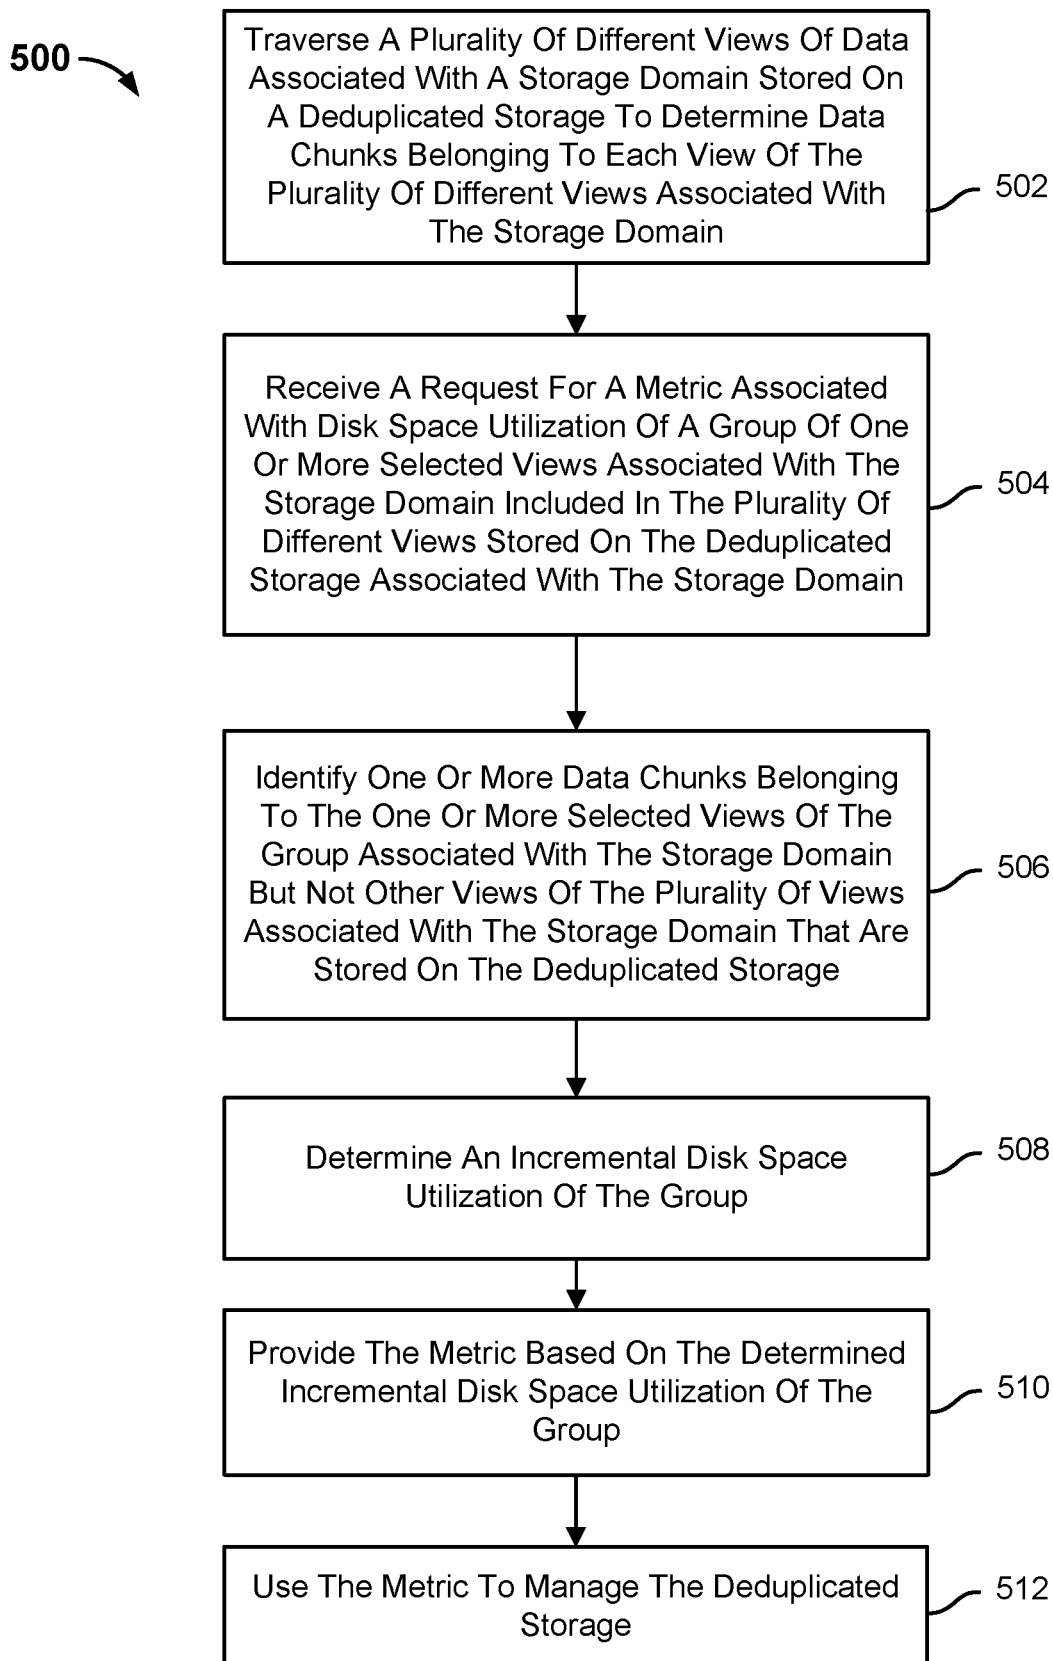 500
Traverse A Plurality Of Different Views Of Data
Associated With A Storage Domain Stored On
A Deduplicated Storage To Determine Data
Chunks Belonging To Each View Of The
Plurality Of Different Views Associated With
The Storage Domain
502
Receive A Request For A Metric Associated
With Disk Space Utilization Of A Group Of One
Or More Selected Views Associated With The
Storage Domain Included In The Plurality Of
Different Views Stored On The Deduplicated
Storage Associated With The Storage Domain
504
Identify One Or More Data Chunks Belonging
To The One Or More Selected Views Of The
Group Associated With The Storage Domain
But Not Other Views Of The Plurality Of Views
Associated With The Storage Domain That Are
Stored On The Deduplicated Storage
506
Determine An Incremental Disk Space
Utilization Of The Group
508
Provide The Metric Based On The Determined
Incremental Disk Space Utilization Of The
Group
510
Use The Metric To Manage The Deduplicated
Storage
512